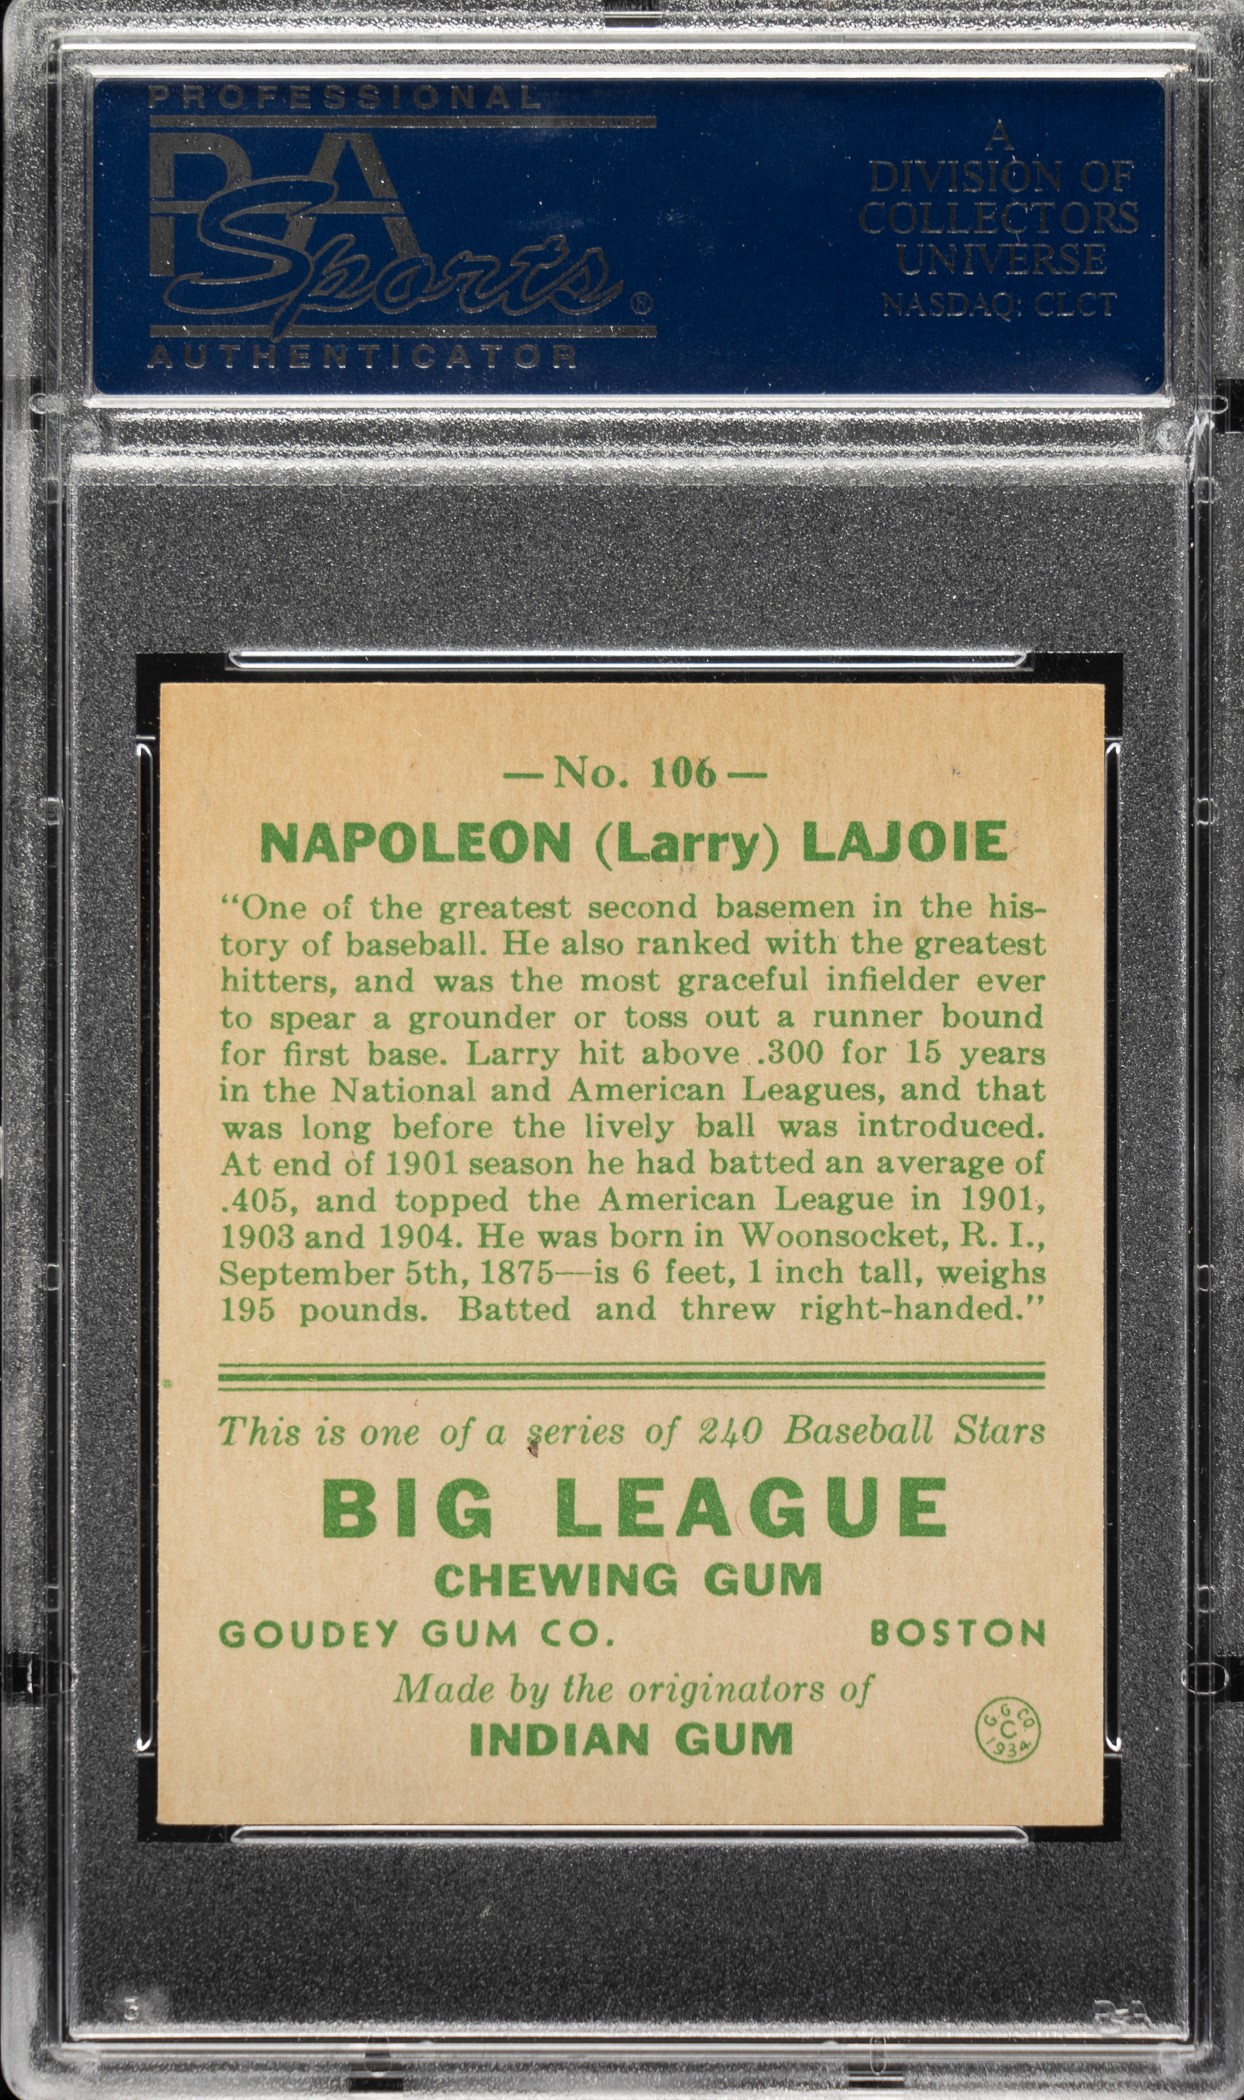 PROFESSIONAL
PSA
Sports®
AUTHENTICATOR
A
DIVISION OF
COLLECTORS
UNIVERSE
NASDAQ: CLCT
—No. 106—
NAPOLEON (Larry) LAJOIE
“One of the greatest second basemen in the his-
tory of baseball. He also ranked with the greatest
hitters, and was the most graceful infielder ever
to spear a grounder or toss out a runner bound
for first base. Larry hit above .300 for 15 years
in the National and American Leagues, and that
was long before the lively ball was introduced.
At end of 1901 season he had batted an average of
.405, and topped the American League in 1901,
1903 and 1904. He was born in Woonsocket, R. I.,
September 5th, 1875—is 6 feet, 1 inch tall, weighs
195 pounds. Batted and threw right-handed.”
This is one of a series of 240 Baseball Stars
BIG LEAGUE
CHEWING GUM
GOUDEY GUM CO. BOSTON
Made by the originators of
INDIAN GUM
G. G. CO.
C
1934
PSA